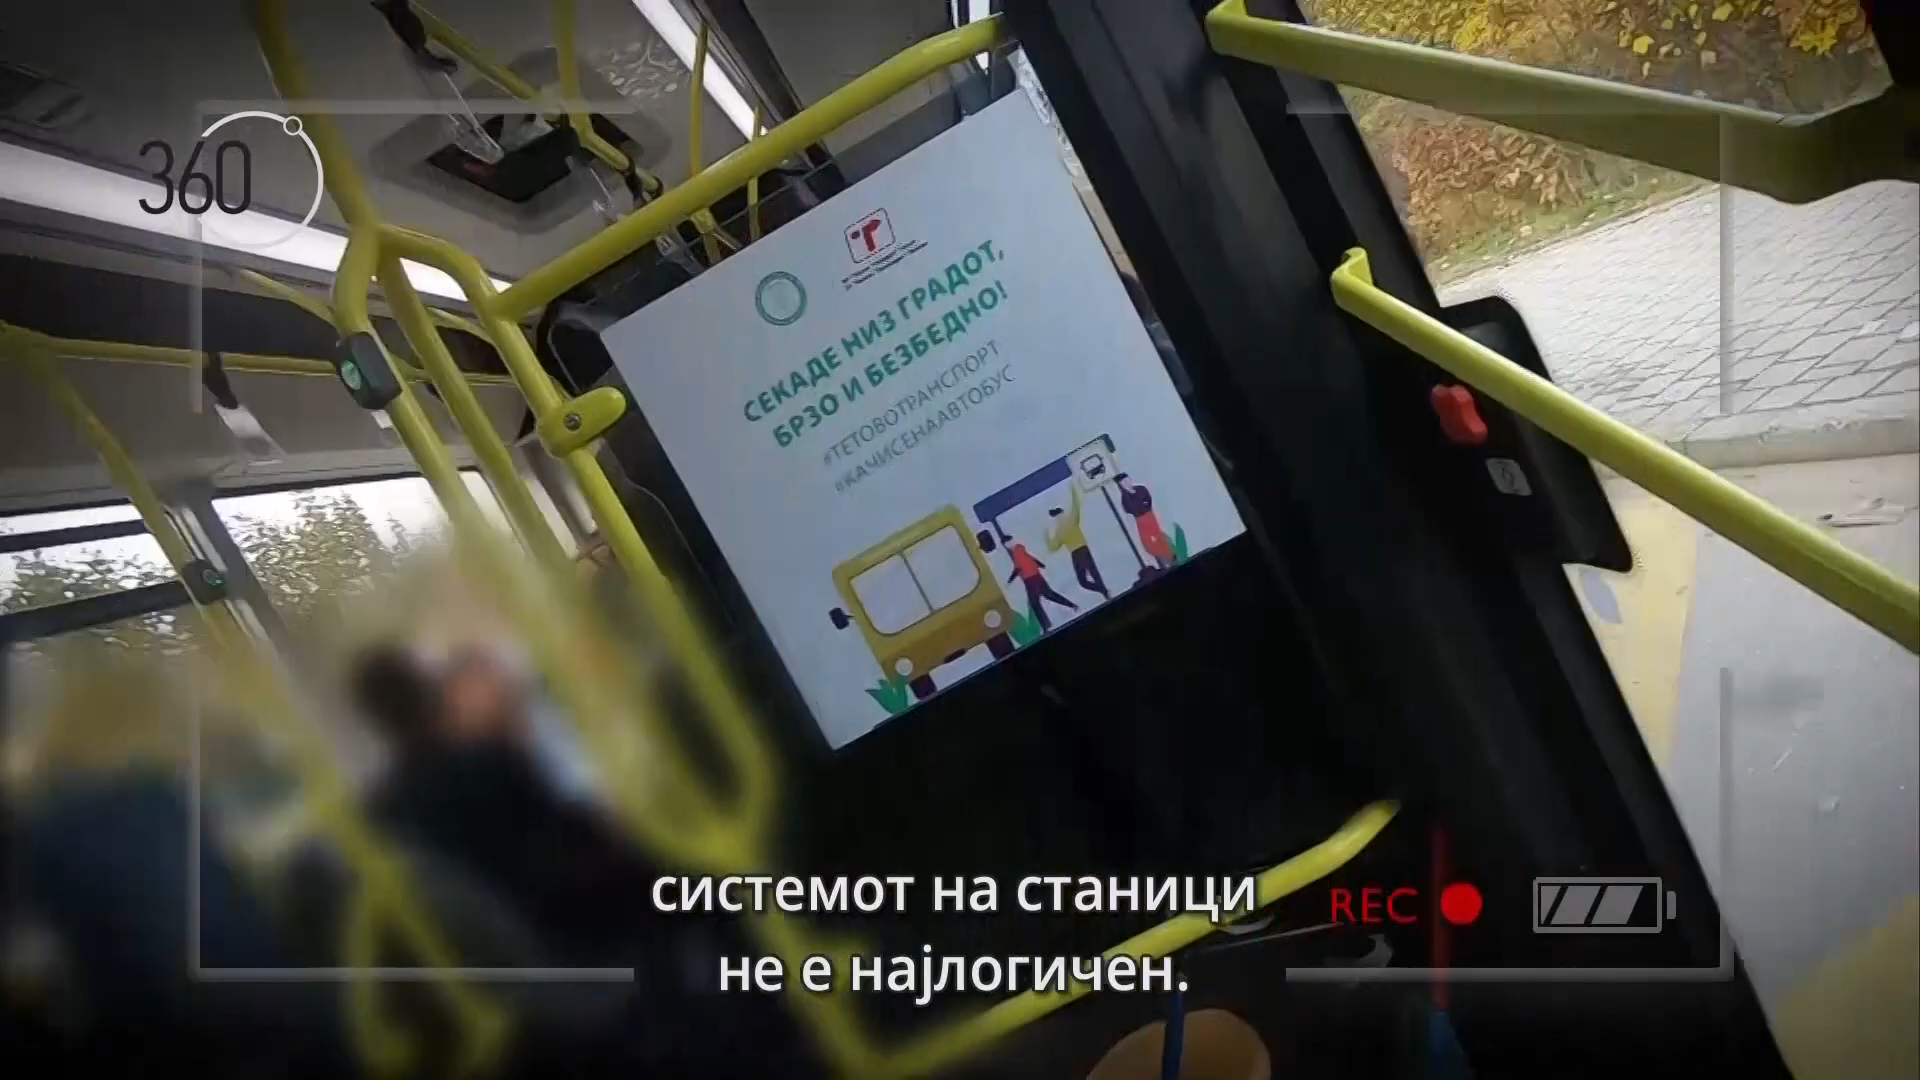 360
СЕКАДЕ НИЗ ГРАДОТ,
БРЗО И БЕЗБЕДНО!
#ТЕТОВОТРАНСПОРТ
#КАЧИСЕНААВТОБУС
системот на станици
REC
не е најлогичен.